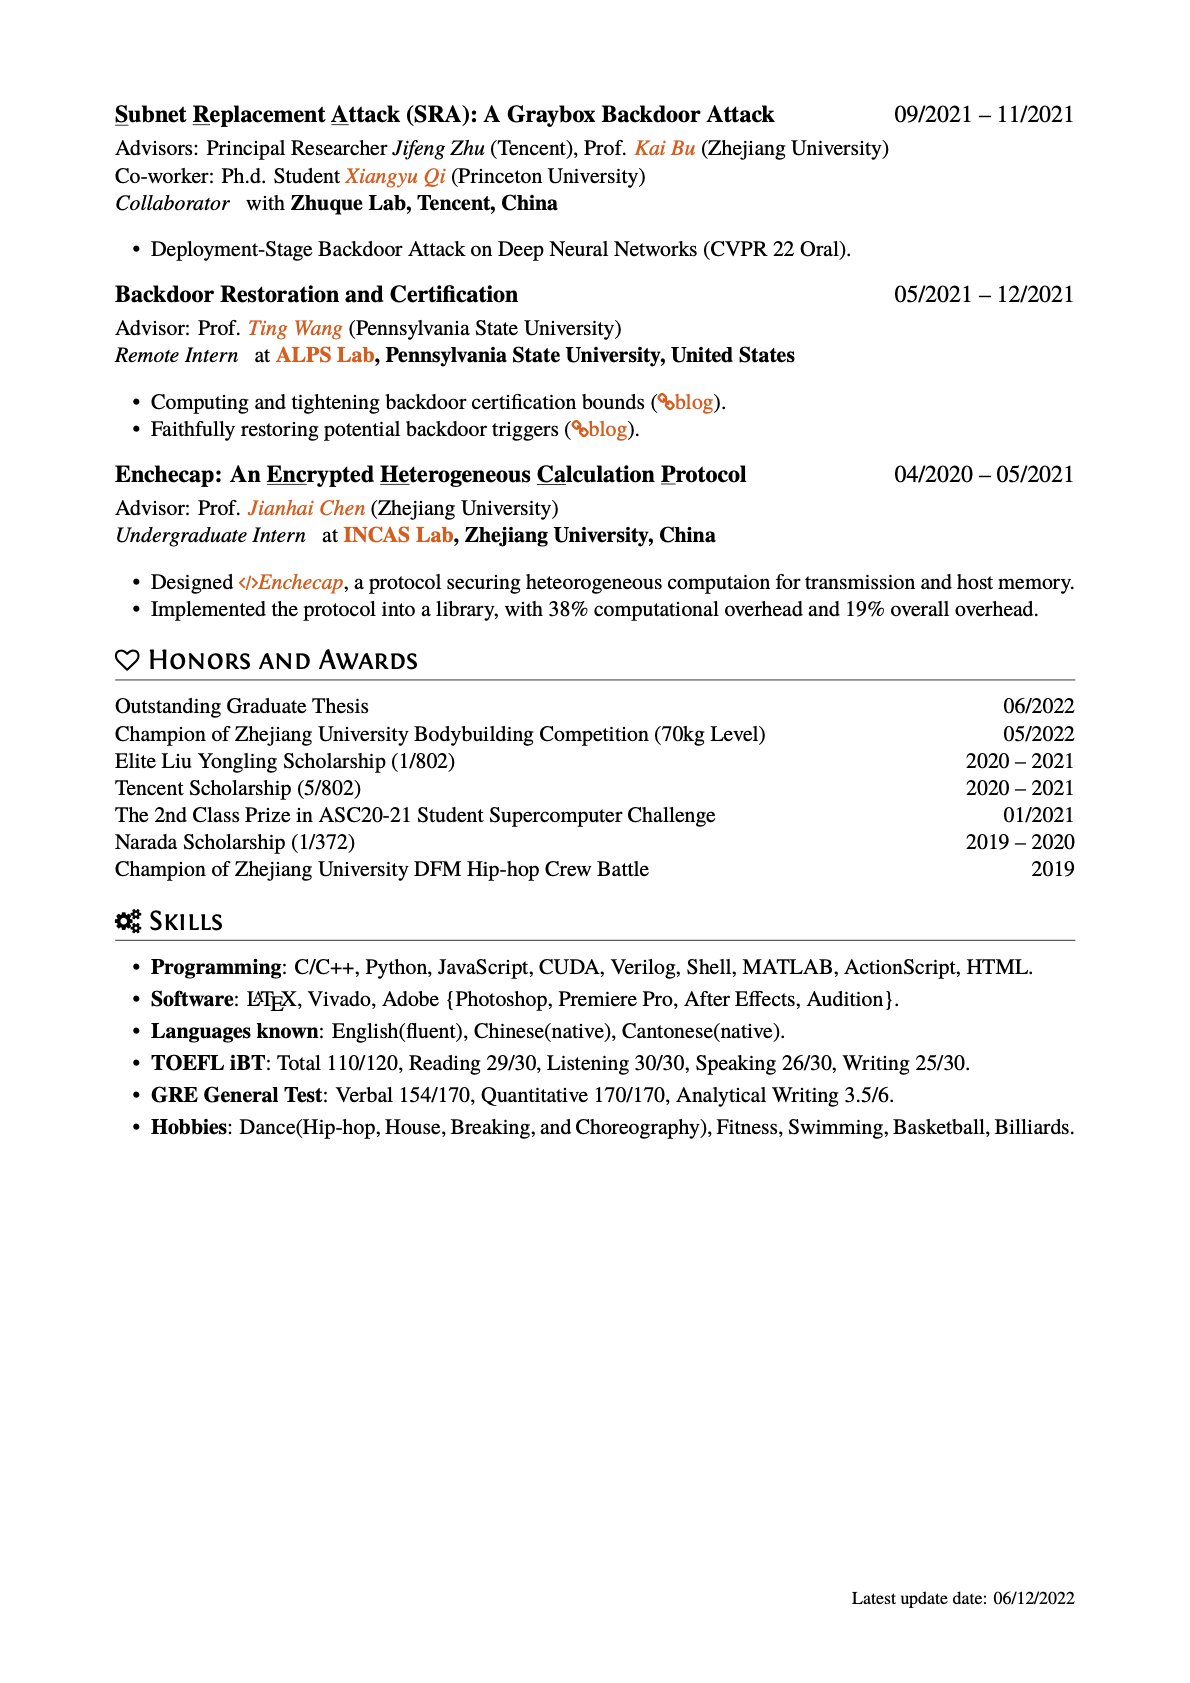 Subnet Replacement Attack (SRA): A Graybox Backdoor Attack 09/2021 – 11/2021
Advisors: Principal Researcher Jifeng Zhu (Tencent), Prof. Kai Bu (Zhejiang University)
Co-worker: Ph.d. Student Xiangyu Qi (Princeton University)
Collaborator with Zhuque Lab, Tencent, China
• Deployment-Stage Backdoor Attack on Deep Neural Networks (CVPR 22 Oral).
Backdoor Restoration and Certification 05/2021 – 12/2021
Advisor: Prof. Ting Wang (Pennsylvania State University)
Remote Intern at ALPS Lab, Pennsylvania State University, United States
• Computing and tightening backdoor certification bounds (blog).
• Faithfully restoring potential backdoor triggers (blog).
Enchecap: An Encrypted Heterogeneous Calculation Protocol 04/2020 – 05/2021
Advisor: Prof. Jianhai Chen (Zhejiang University)
Undergraduate Intern at INCAS Lab, Zhejiang University, China
• Designed </>Enchecap, a protocol securing heteorogeneous computaion for transmission and host memory.
• Implemented the protocol into a library, with 38% computational overhead and 19% overall overhead.
Honors and Awards
Outstanding Graduate Thesis 06/2022
Champion of Zhejiang University Bodybuilding Competition (70kg Level) 05/2022
Elite Liu Yongling Scholarship (1/802) 2020 – 2021
Tencent Scholarship (5/802) 2020 – 2021
The 2nd Class Prize in ASC20-21 Student Supercomputer Challenge 01/2021
Narada Scholarship (1/372) 2019 – 2020
Champion of Zhejiang University DFM Hip-hop Crew Battle 2019
Skills
• Programming: C/C++, Python, JavaScript, CUDA, Verilog, Shell, MATLAB, ActionScript, HTML.
• Software: LATEX, Vivado, Adobe {Photoshop, Premiere Pro, After Effects, Audition}.
• Languages known: English(fluent), Chinese(native), Cantonese(native).
• TOEFL iBT: Total 110/120, Reading 29/30, Listening 30/30, Speaking 26/30, Writing 25/30.
• GRE General Test: Verbal 154/170, Quantitative 170/170, Analytical Writing 3.5/6.
• Hobbies: Dance(Hip-hop, House, Breaking, and Choreography), Fitness, Swimming, Basketball, Billiards.
Latest update date: 06/12/2022